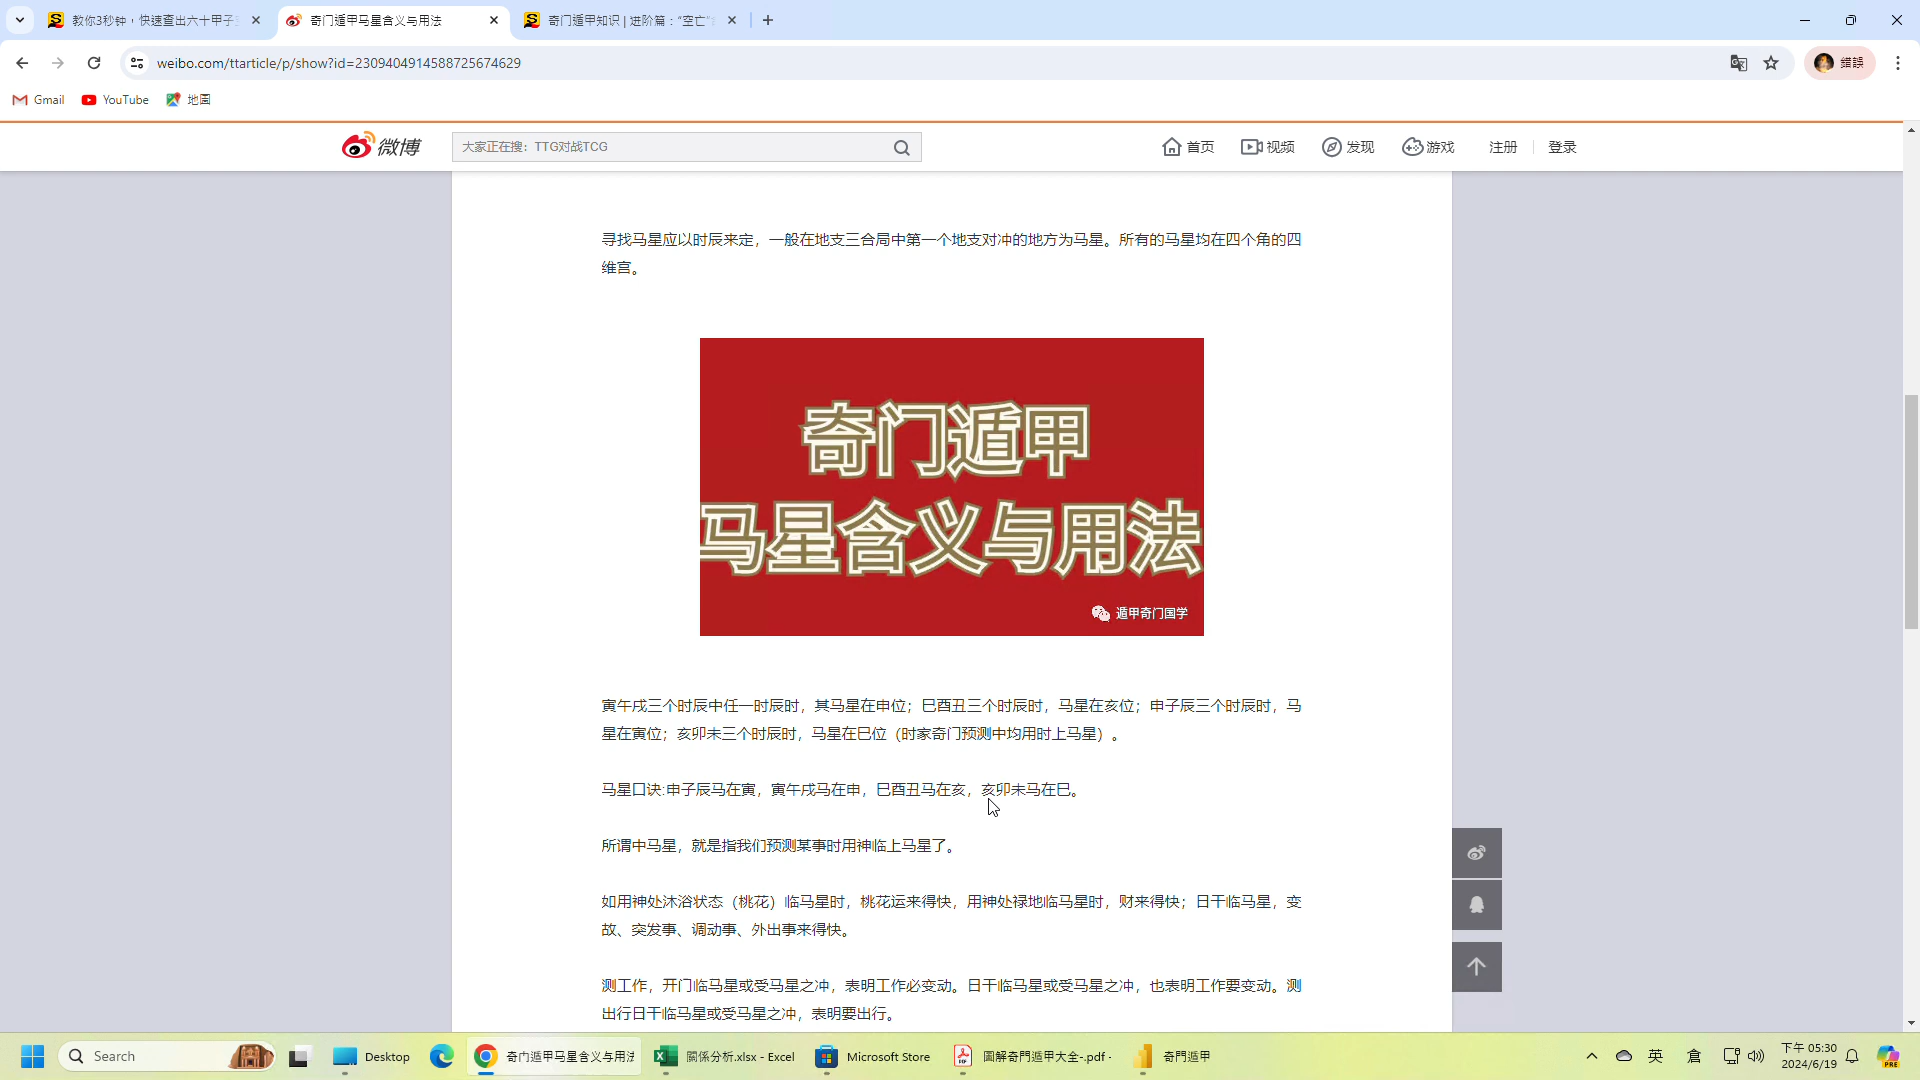 教你3秒钟，快速查出六十甲子
奇门遁甲马星含义与用法
奇门遁甲知识 | 进阶篇："空亡"
weibo.com/ttarticle/p/show?id=2309404914588725674629
錯誤
Gmail
YouTube
地圖
微博
大家正在搜：TTG对战TCG
首页
视频
发现
游戏
注册
登录
寻找马星应以时辰来定，一般在地支三合局中第一个地支对冲的地方为马星。所有的马星均在四个角的四
维宫。
奇门遁甲
马星含义与用法
遁甲奇门国学
寅午戌三个时辰中任一时辰时，其马星在申位；巳酉丑三个时辰时，马星在亥位；申子辰三个时辰时，马
星在寅位；亥卯未三个时辰时，马星在巳位（时家奇门预测中均用时上马星）。
马星口诀:申子辰马在寅，寅午戌马在申，巳酉丑马在亥，亥卯未马在巳。
所谓中马星，就是指我们预测某事时用神临上马星了。
如用神处沐浴状态（桃花）临马星时，桃花运来得快，用神处禄地临马星时，财来得快；日干临马星，变
故、突发事、调动事、外出事来得快。
测工作，开门临马星或受马星之冲，表明工作必变动。日干临马星或受马星之冲，也表明工作要变动。测
出行日干临马星或受马星之冲，表明要出行。
Search
Desktop
奇门遁甲马星含义与用法
關係分析.xlsx - Excel
Microsoft Store
圖解奇門遁甲大全-.pdf -
奇門遁甲
英
倉
下午 05:30
2024/6/19
PRE